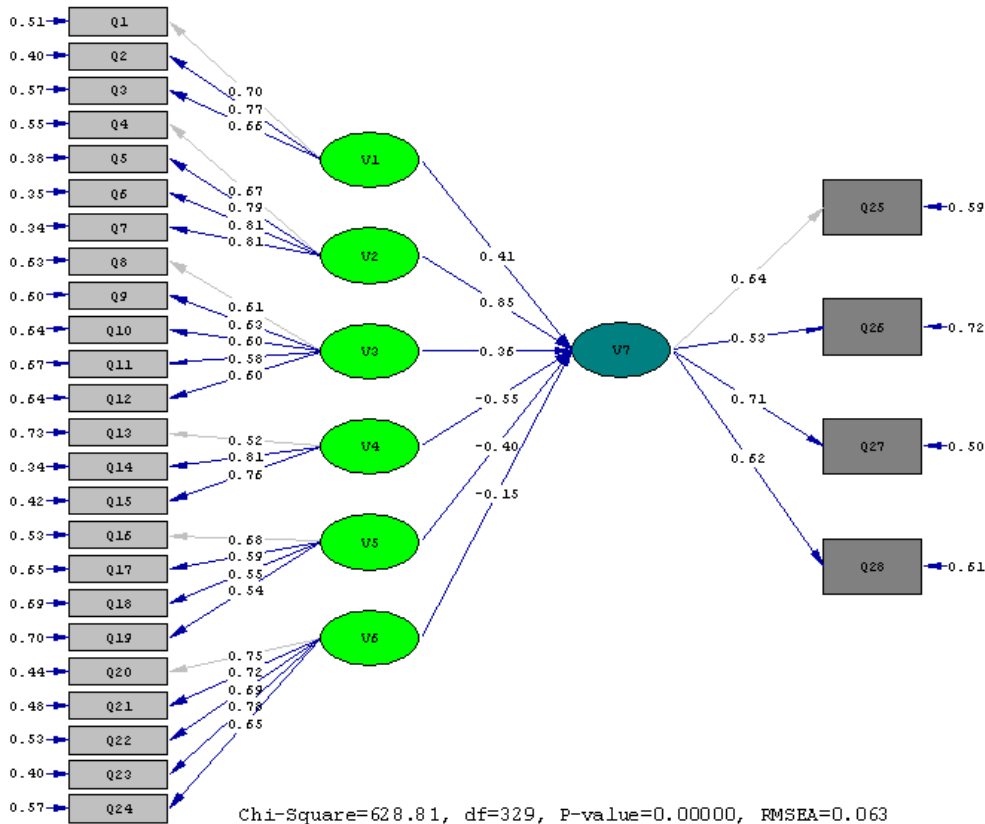 0.51 Q1
0.40 Q2
0.57 Q3
0.55 Q4
0.38 Q5
0.35 Q6
0.34 Q7
0.63 Q8
0.60 Q9
0.64 Q10
0.67 Q11
0.64 Q12
0.73 Q13
0.34 Q14
0.42 Q15
0.53 Q16
0.65 Q17
0.69 Q18
0.70 Q19
0.44 Q20
0.48 Q21
0.53 Q22
0.40 Q23
0.57 Q24
0.70
0.77
0.66
0.67
0.79
0.81
0.81
0.61
0.63
0.60
0.58
0.60
0.52
0.81
0.76
0.68
0.59
0.55
0.54
0.75
0.72
0.69
0.78
0.65
V1
V2
V3
V4
V5
V6
0.41
0.85
0.36
-0.55
-0.40
-0.15
V7
0.64
0.53
0.71
0.62
Q25 0.59
Q26 0.72
Q27 0.50
Q28 0.61
Chi-Square=628.81, df=329, P-value=0.00000, RMSEA=0.063